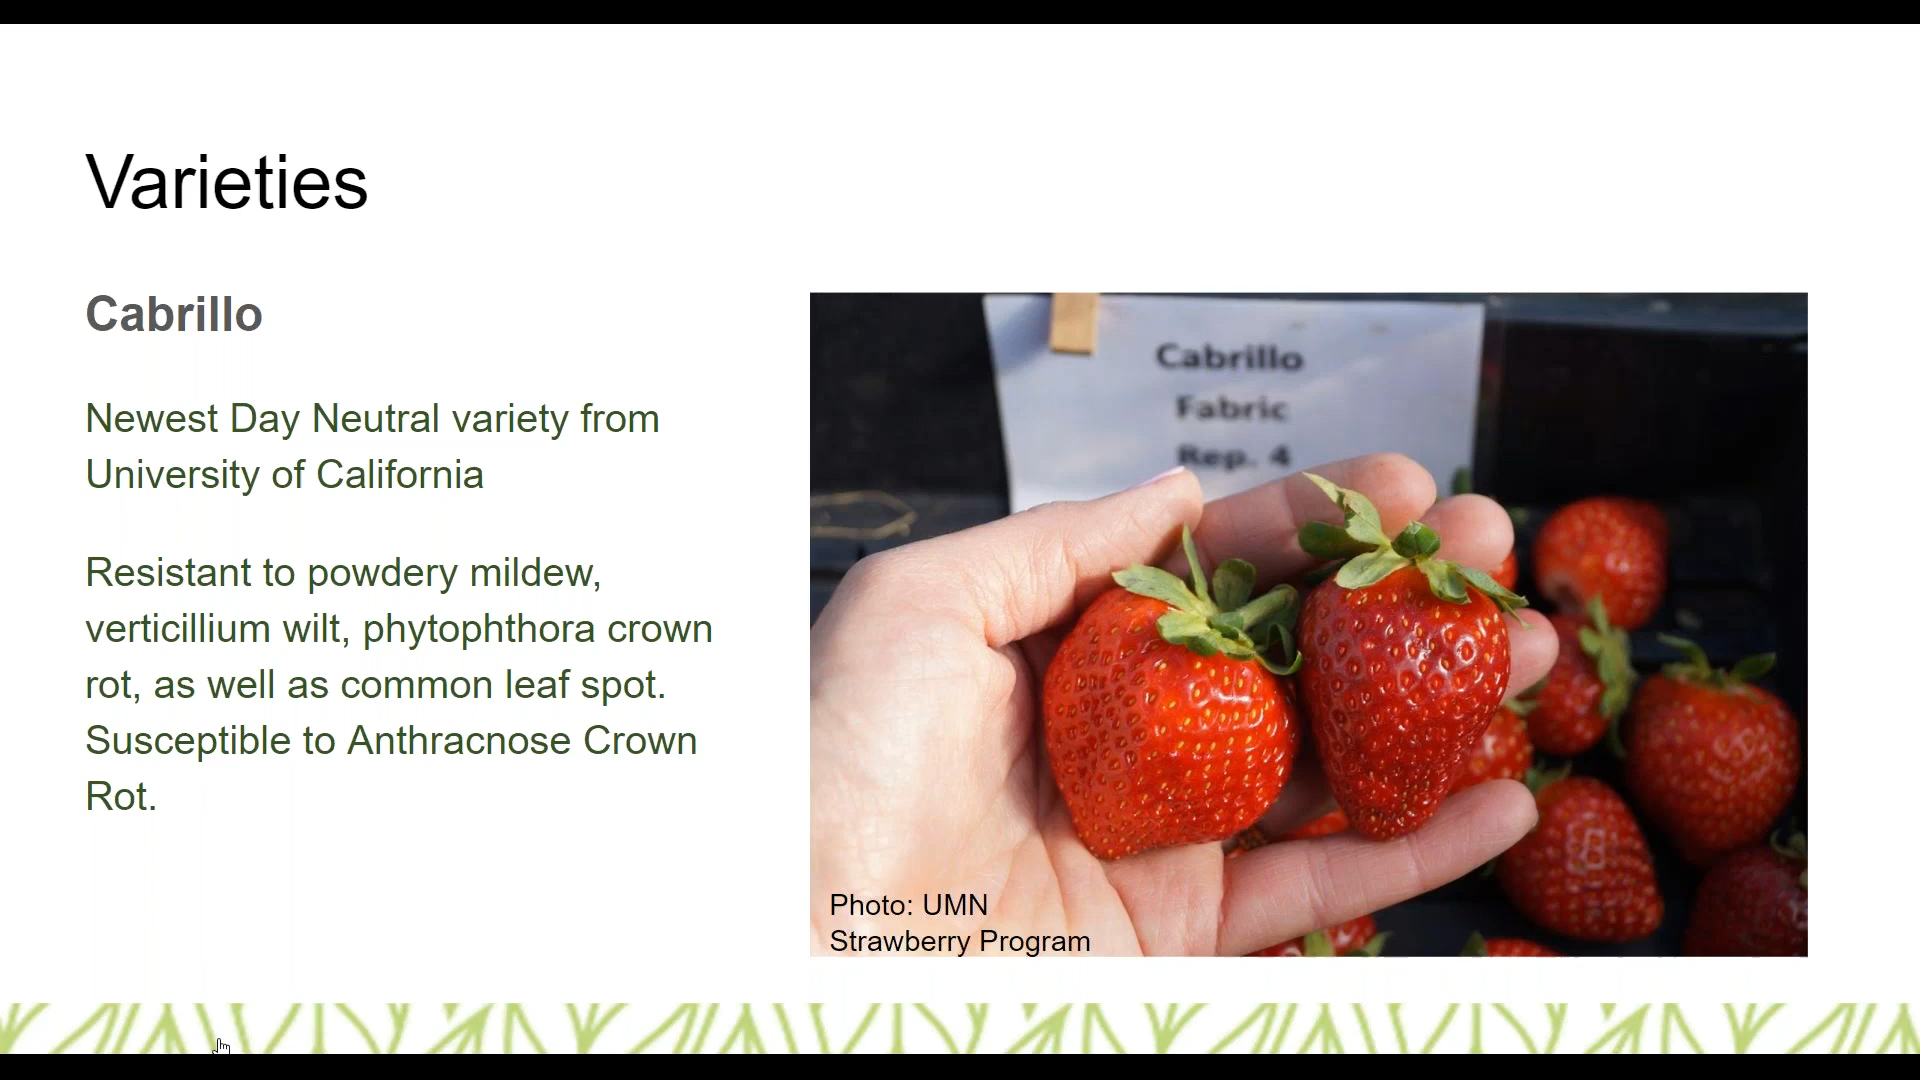 Varieties
Cabrillo
Newest Day Neutral variety from
University of California
Resistant to powdery mildew,
verticillium wilt, phytophthora crown
rot, as well as common leaf spot.
Susceptible to Anthracnose Crown
Rot.
Cabrillo
Fabric
Rep. 4
Photo: UMN
Strawberry Program